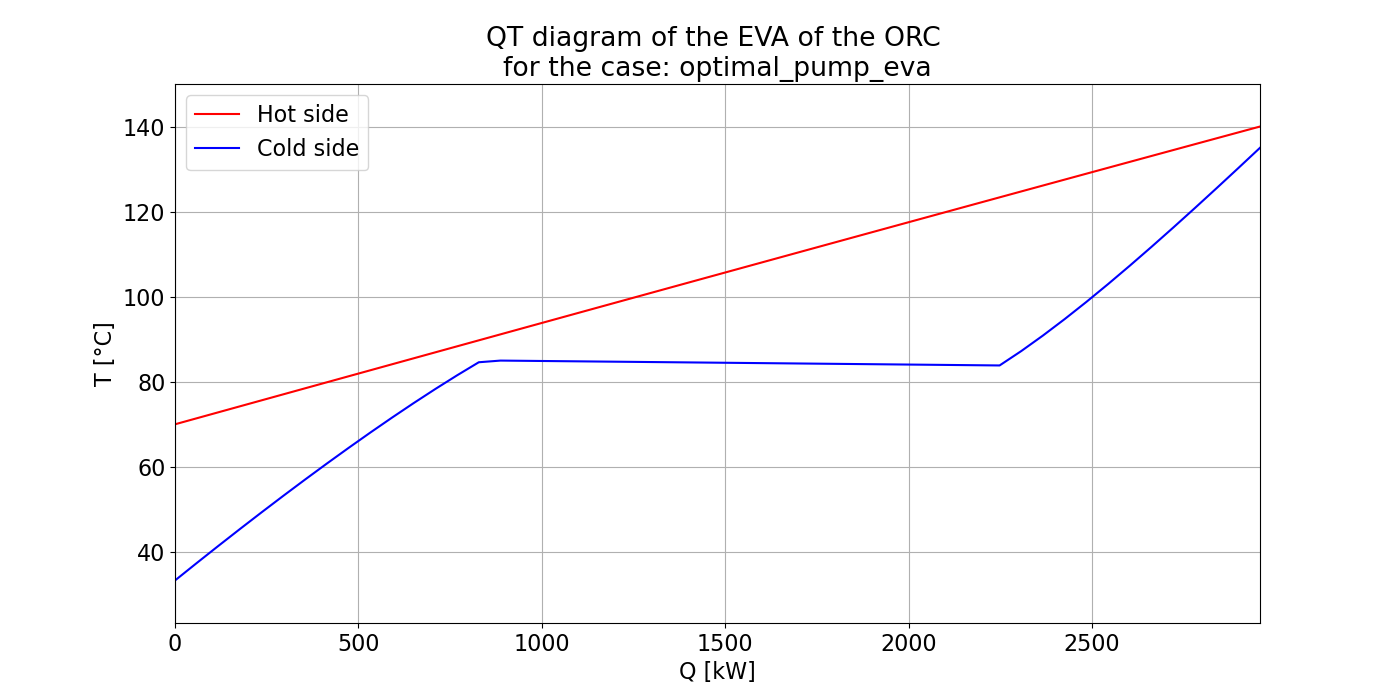 QT diagram of the EVA of the ORC
for the case: optimal_pump_eva
Hot side
Cold side
140
120
100
80
60
40
T [°C]
0 500 1000 1500 2000 2500
Q [kW]